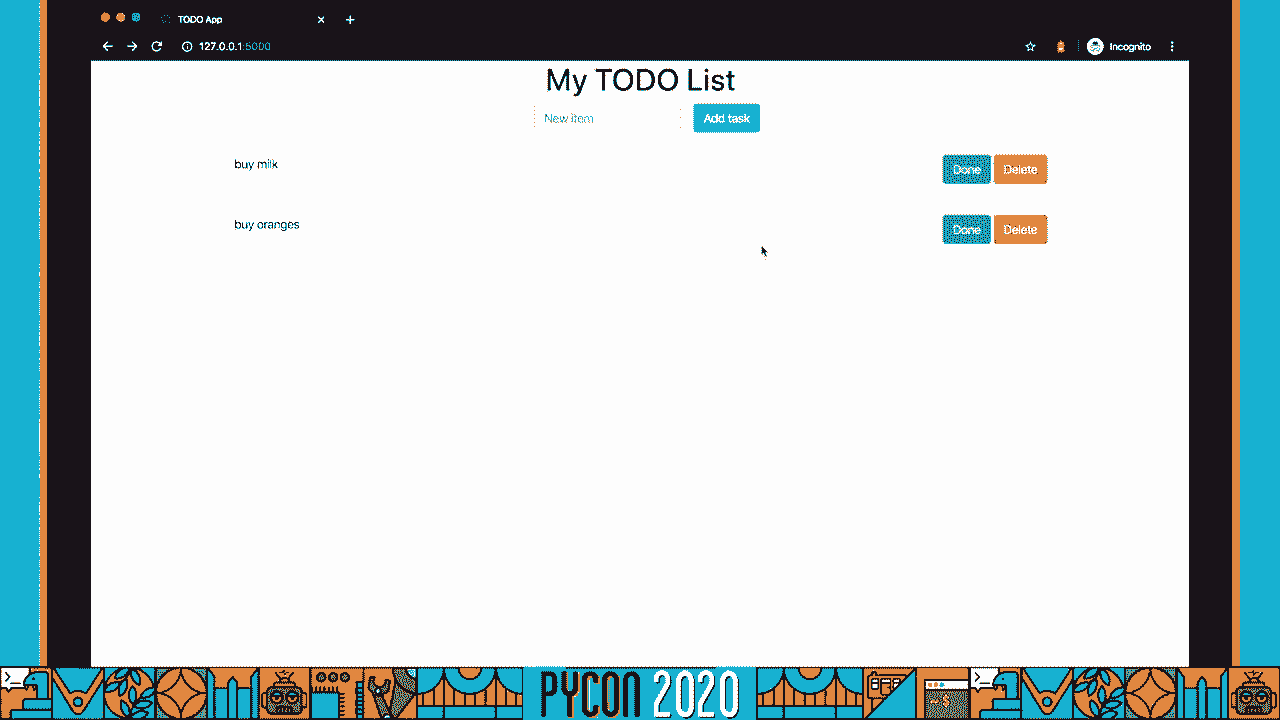 TODO App
127.0.0.1:5000
Incognito
My TODO List
New item
Add task
buy milk
Done
Delete
buy oranges
Done
Delete
PYCON 2020